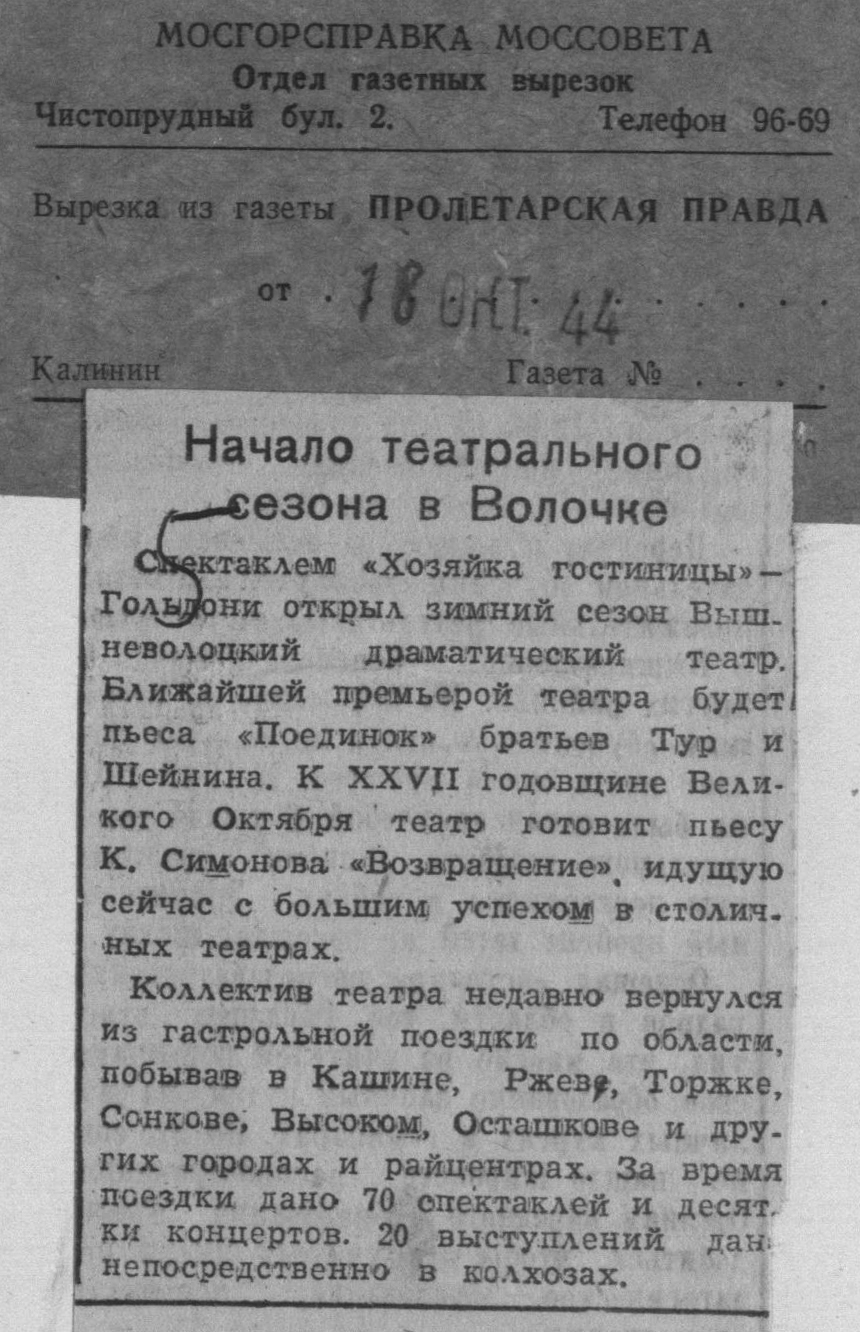 МОСГОРСПРАВКА МОССОВЕТА
Отдел газетных вырезок
Чистопрудный бул. 2. Телефон 96-69
Вырезка из газеты ПРОЛЕТАРСКАЯ ПРАВДА
от . 18 ОКТ. 44 . . . .
Калинин Газета № . . . .
Начало театрального
сезона в Волочке
Спектаклем «Хозяйка гостиницы»—
Гольдони открыл зимний сезон Выш-
неволоцкий драматический театр.
Ближайшей премьерой театра будет
пьеса «Поединок» братьев Тур и
Шейнина. К XXVII годовщине Вели-
кого Октября театр готовит пьесу
К. Симонова «Возвращение», идущую
сейчас с большим успехом в столич-
ных театрах.
Коллектив театра недавно вернулся
из гастрольной поездки по области,
побывав в Кашине, Ржеве, Торжке,
Сонкове, Высоком, Осташкове и дру-
гих городах и райцентрах. За время
поездки дано 70 спектаклей и десят-
ки концертов. 20 выступлений дан
непосредственно в колхозах.